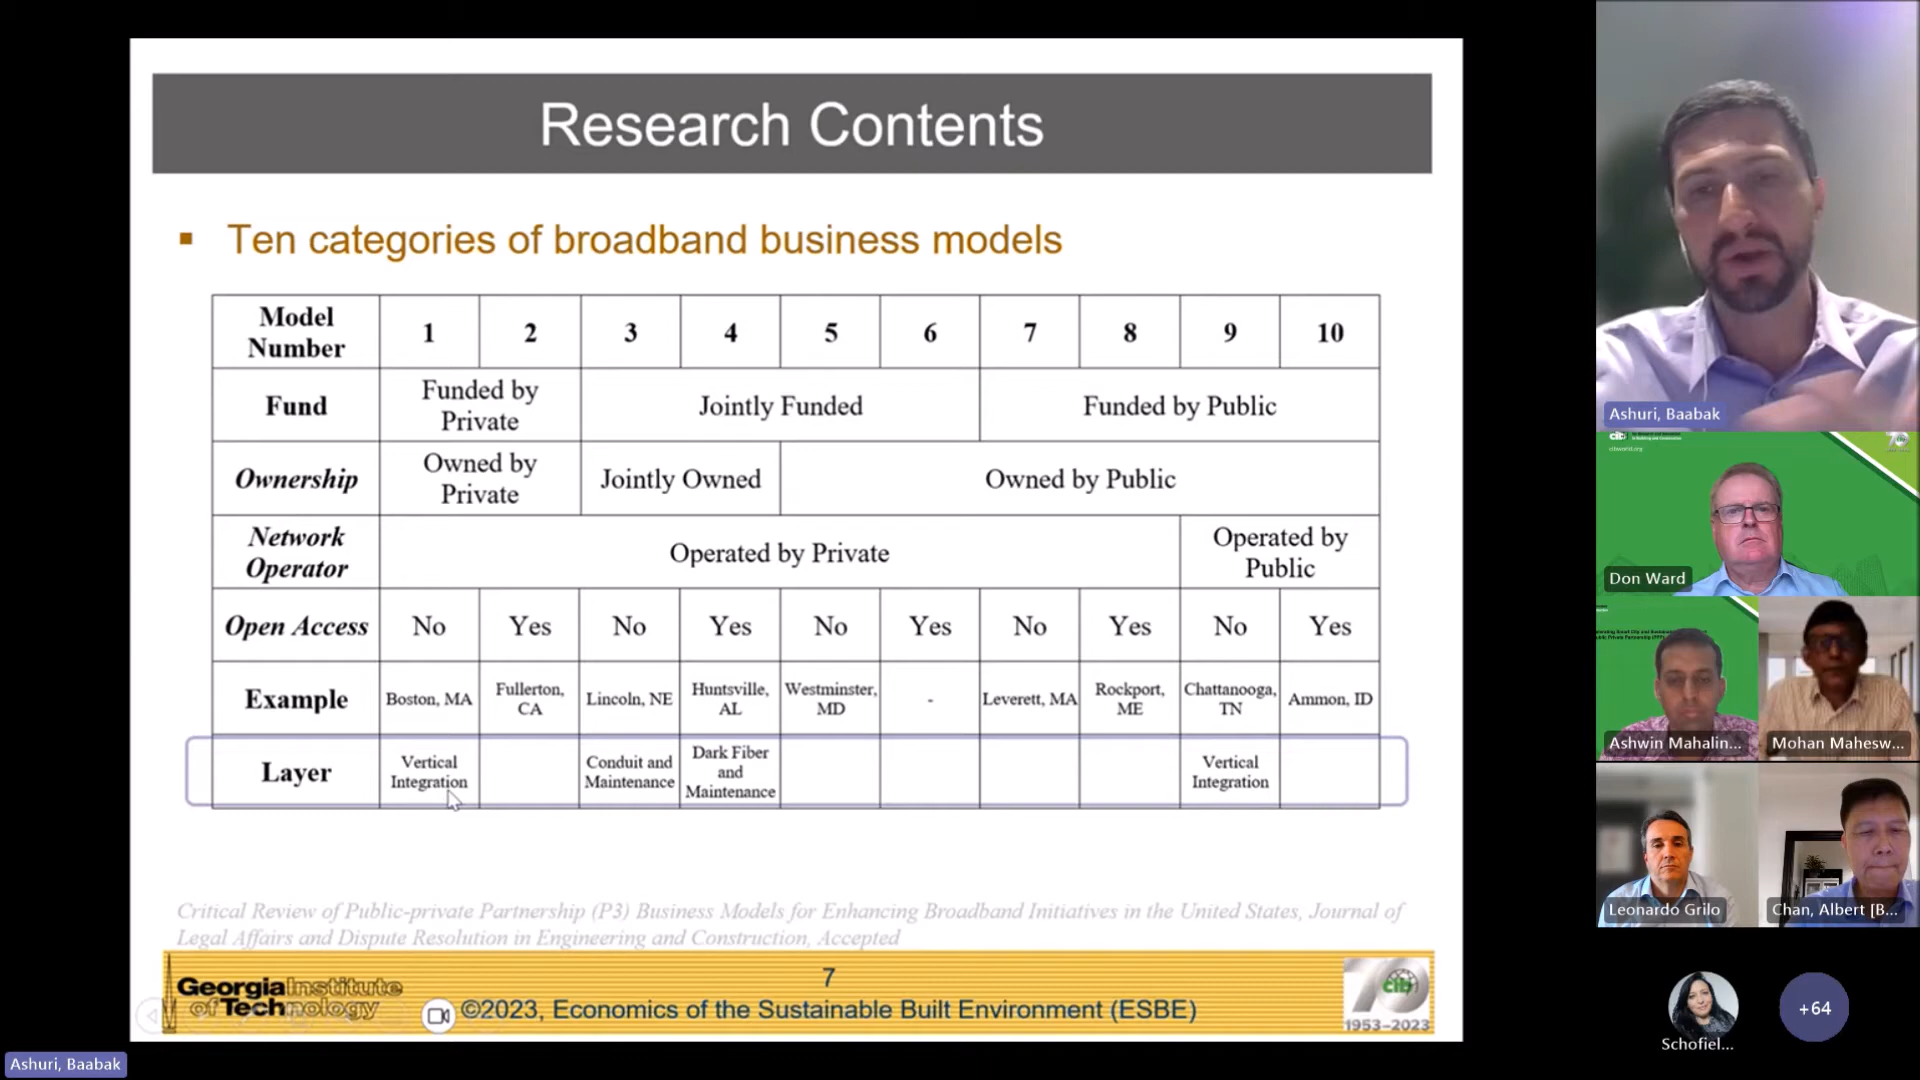 Research Contents
Ten categories of broadband business models
Model Number 1 2 3 4 5 6 7 8 9 10
Fund Funded by Private Jointly Funded Funded by Public
Ownership Owned by Private Jointly Owned Owned by Public
Network Operator Operated by Private Operated by Public
Open Access No Yes No Yes No Yes No Yes No Yes
Example Boston, MA Fullerton, CA Lincoln, NE Huntsville, AL Westminster, MD - Leverett, MA Rockport, ME Chattanooga, TN Ammon, ID
Layer Vertical Integration Conduit and Maintenance Dark Fiber and Maintenance Vertical Integration
Critical Review of Public-private Partnership (P3) Business Models for Enhancing Broadband Initiatives in the United States, Journal of
Legal Affairs and Dispute Resolution in Engineering and Construction, Accepted
Georgia Institute
of Technology
7
©2023, Economics of the Sustainable Built Environment (ESBE)
70
cib
1953-2023
Ashuri, Baabak
Ashuri, Baabak
cib
cibworld.org
Don Ward
Ashwin Mahalin...
Mohan Mahesw...
Leonardo Grilo
Chan, Albert [B...
Schofiel...
+64